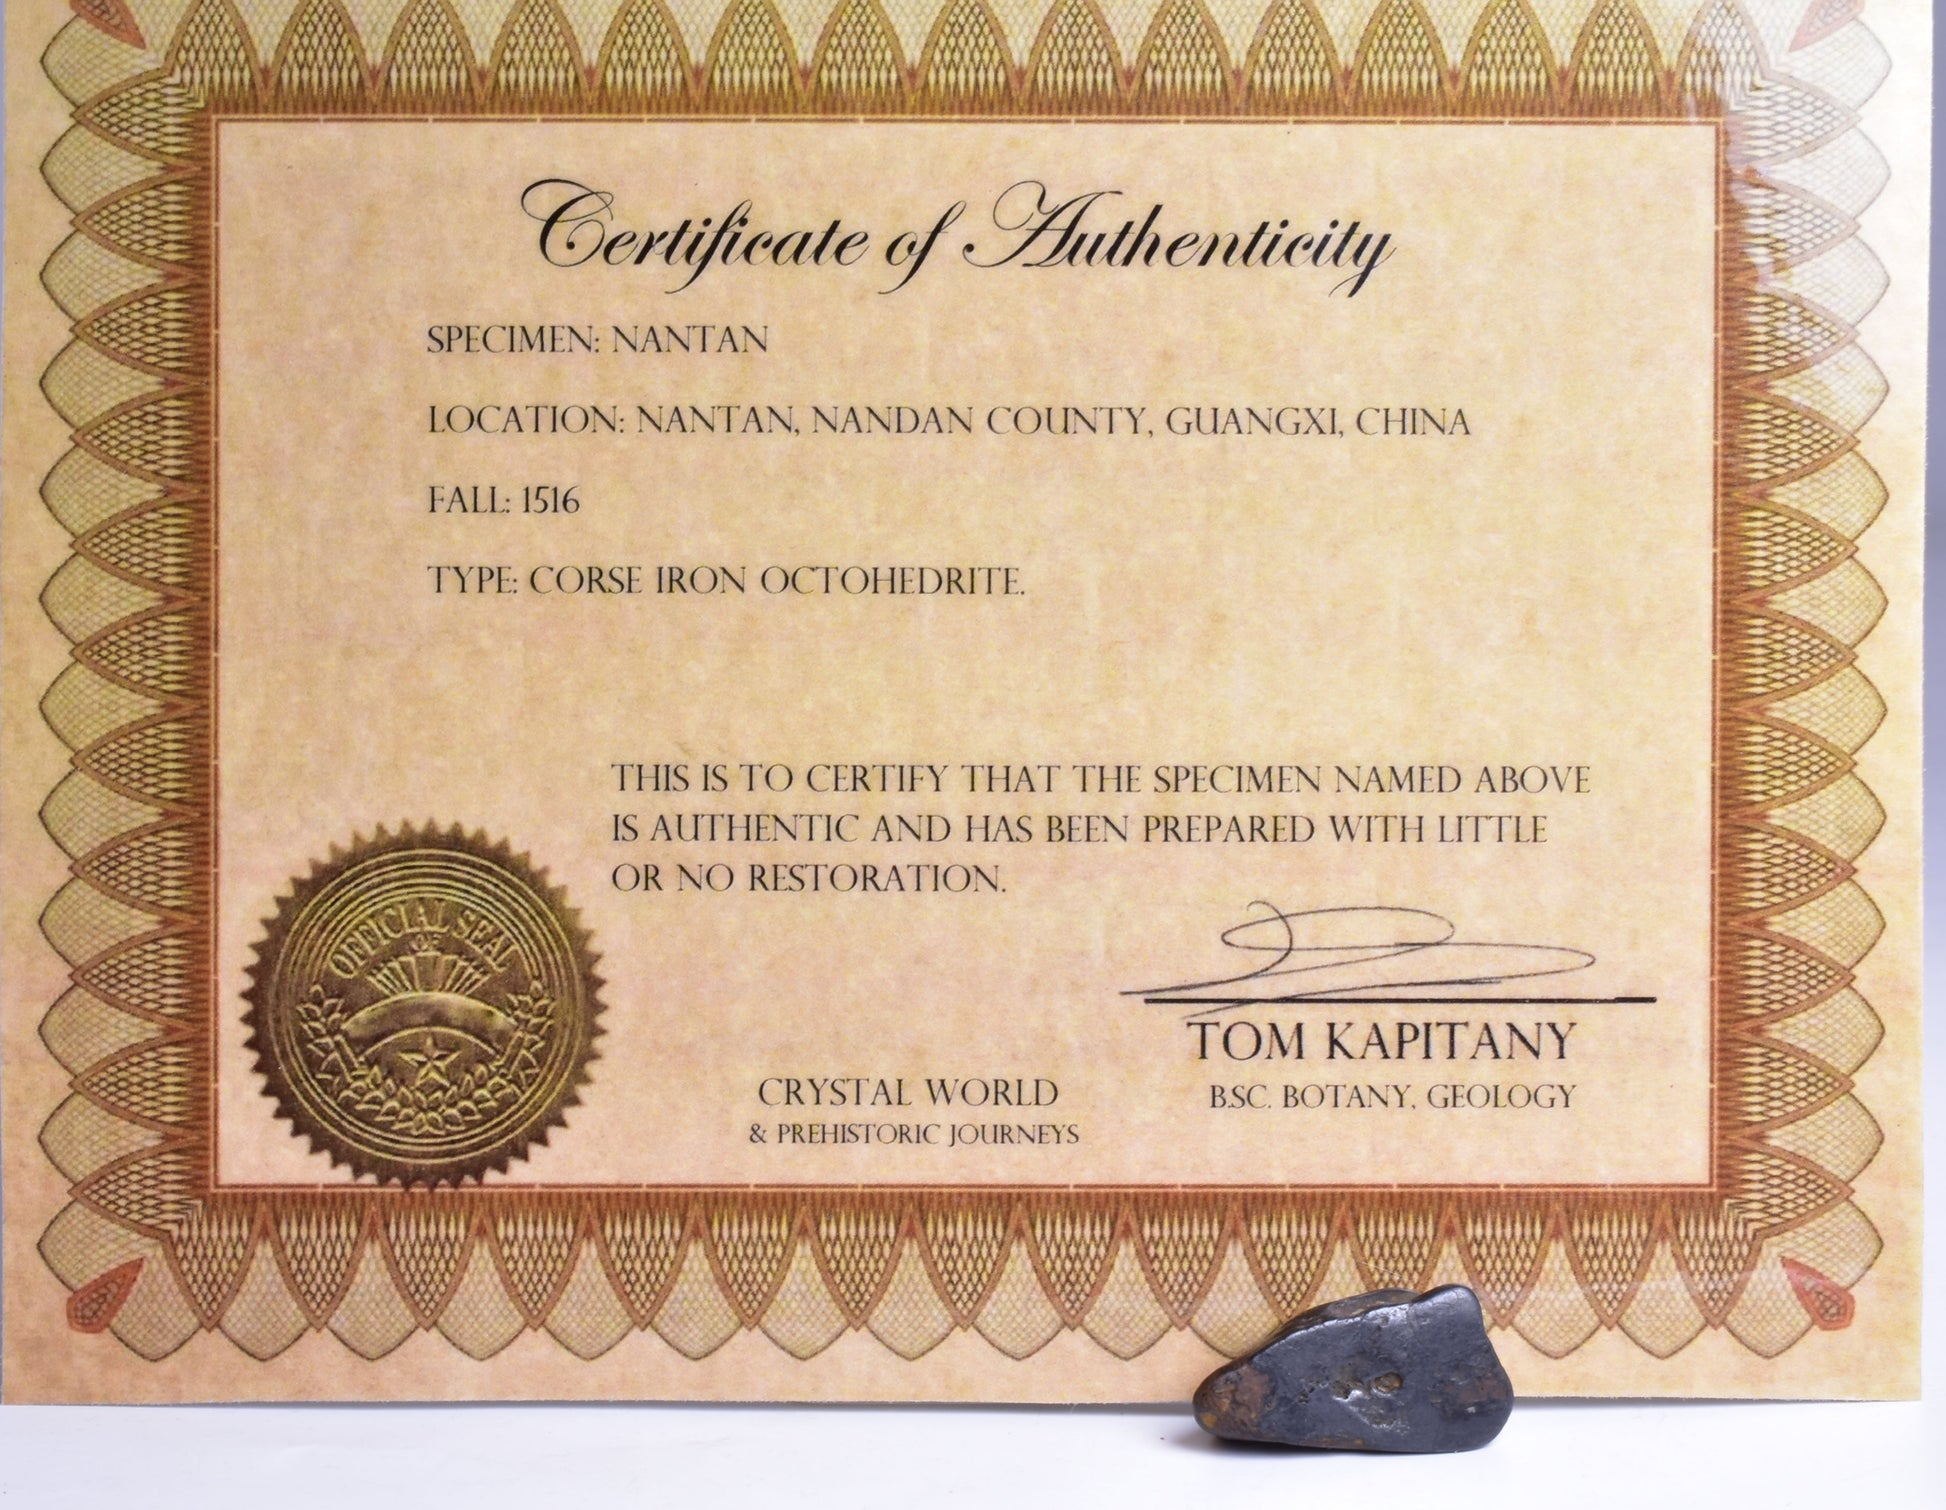 Certificate of Authenticity
SPECIMEN: NANTAN
LOCATION: NANTAN, NANDAN COUNTY, GUANGXI, CHINA
FALL: 1516
TYPE: CORSE IRON OCTOHEDRITE.
THIS IS TO CERTIFY THAT THE SPECIMEN NAMED ABOVE
IS AUTHENTIC AND HAS BEEN PREPARED WITH LITTLE
OR NO RESTORATION.
OFFICIAL SEAL
OF
TOM KAPITANY
B.SC. BOTANY, GEOLOGY
CRYSTAL WORLD
& PREHISTORIC JOURNEYS